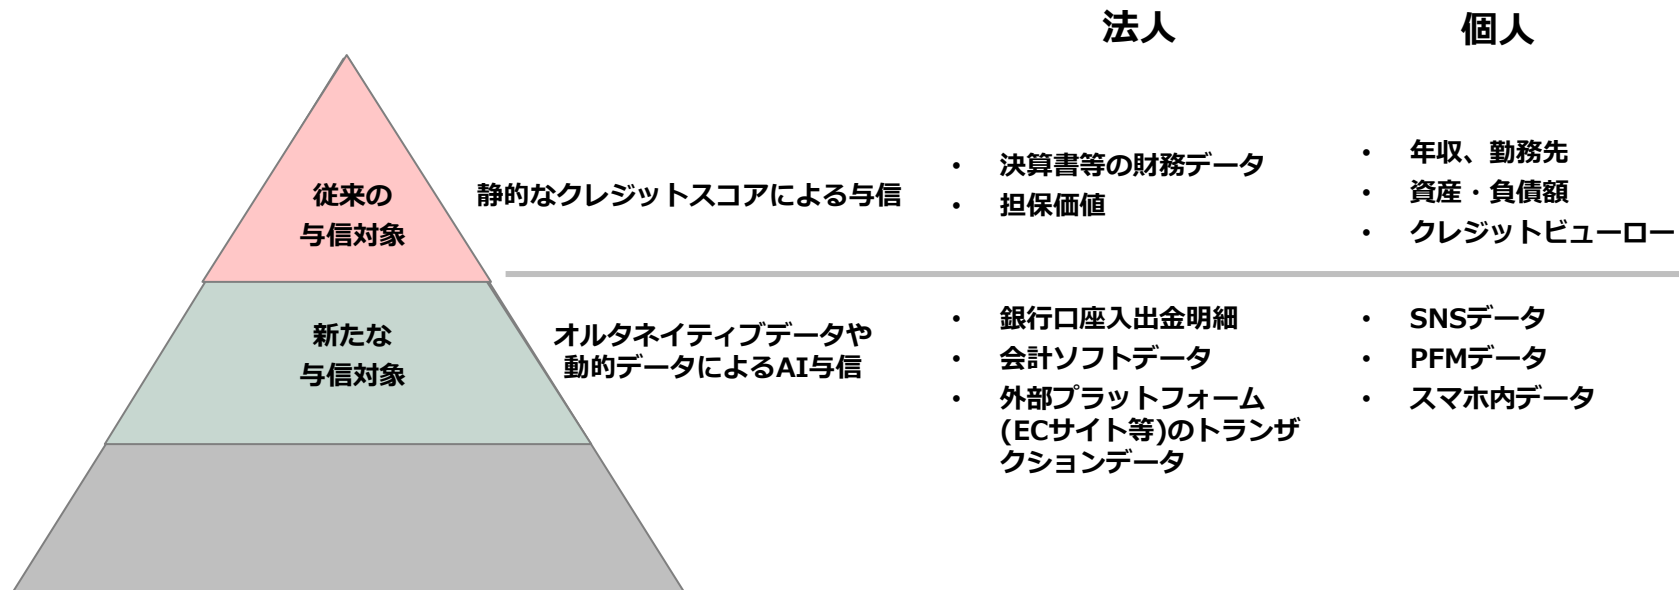 法人
個人
従来の
与信対象
静的なクレジットスコアによる与信
• 決算書等の財務データ
• 担保価値
• 年収、勤務先
• 資産・負債額
• クレジットビューロー
新たな
与信対象
オルタネイティブデータや
動的データによるAI与信
• 銀行口座入出金明細
• 会計ソフトデータ
• 外部プラットフォーム
(ECサイト等)のトランザ
クションデータ
• SNSデータ
• PFMデータ
• スマホ内データ